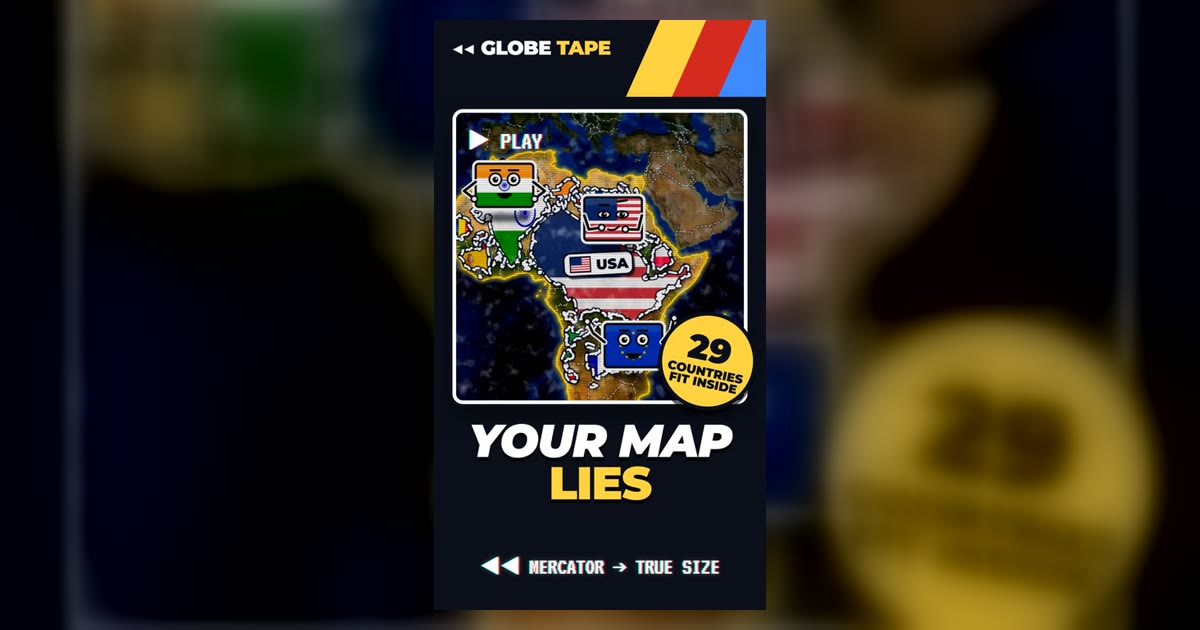 GLOBE TAPE
PLAY
USA
29
COUNTRIES
FIT INSIDE
YOUR MAP
LIES
MERCATOR → TRUE SIZE